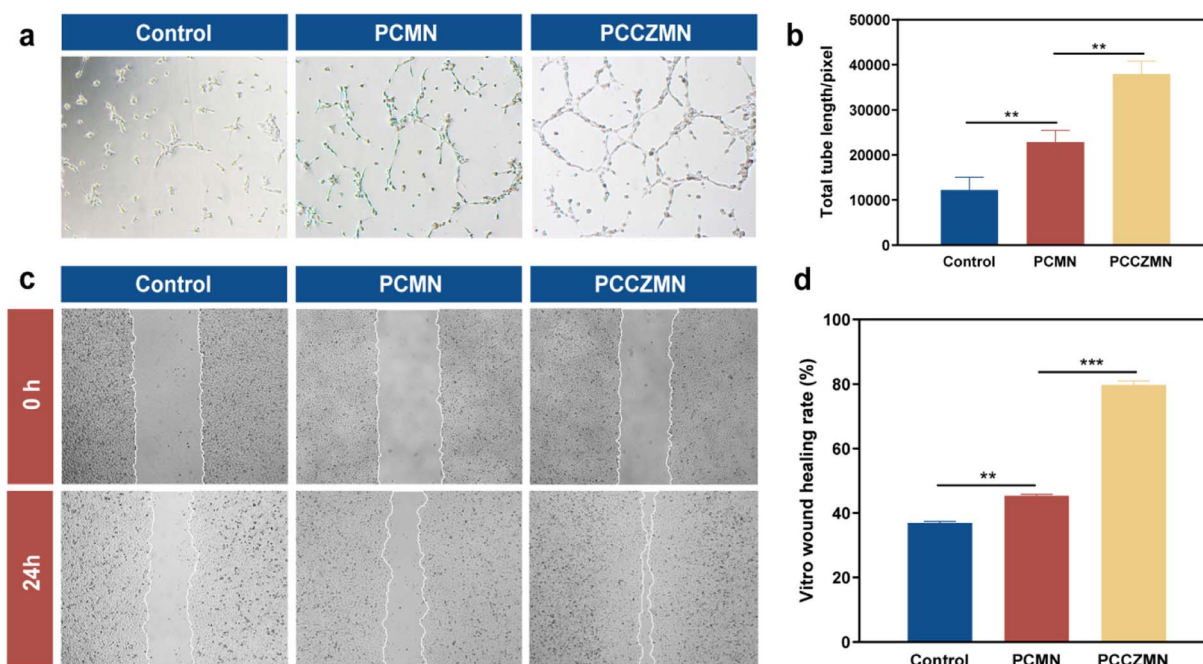 a
Control
PCMN
PCCZMN
b
50000
40000
30000
20000
10000
0
Total tube length/pixel
**
**
Control
PCMN
PCCZMN
c
Control
PCMN
PCCZMN
0 h
24h
d
100
80
60
40
20
0
Vitro wound healing rate (%)
**
***
Control
PCMN
PCCZMN